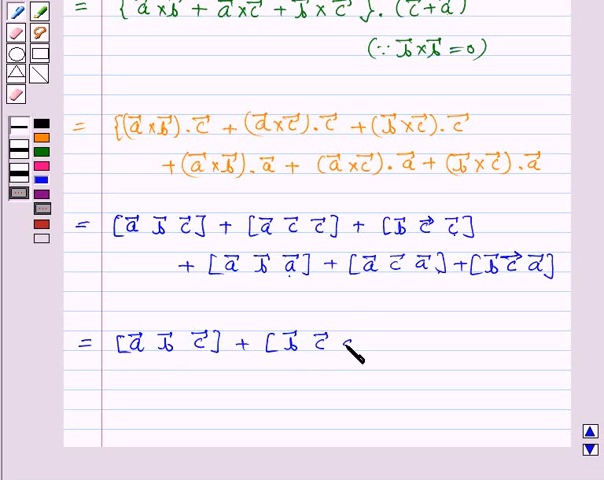 = { a⃗ × b⃗ + a⃗ × c⃗ + b⃗ × c⃗ } . (c⃗ + a⃗)
(∵ b⃗ × b⃗ = 0)
= {(a⃗ × b⃗) . c⃗ + (a⃗ × c⃗) . c⃗ + (b⃗ × c⃗) . c⃗
+ (a⃗ × b⃗) . a⃗ + (a⃗ × c⃗) . a⃗ + (b⃗ × c⃗) . a⃗
= [a⃗ b⃗ c⃗] + [a⃗ c⃗ c⃗] + [b⃗ c⃗ c⃗]
+ [a⃗ b⃗ a⃗] + [a⃗ c⃗ a⃗] + [b⃗ c⃗ a⃗]
= [a⃗ b⃗ c⃗] + [b⃗ c⃗